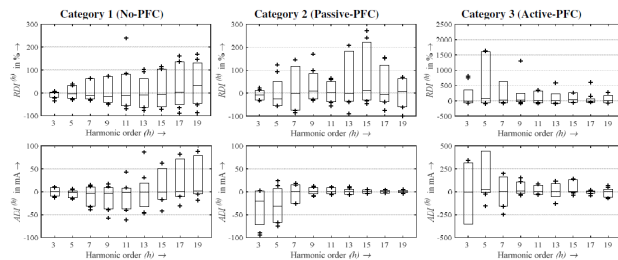 Category 1 (No-PFC)
Category 2 (Passive-PFC)
Category 3 (Active-PFC)
RDI(h) in % →
300
200
100
0
-100
3 5 7 9 11 13 15 17 19
Harmonic order (h) →
RDI(h) in % →
300
200
100
0
-100
3 5 7 9 11 13 15 17 19
Harmonic order (h) →
RDI(h) in % →
2500
2000
1500
1000
500
0
-500
3 5 7 9 11 13 15 17 19
Harmonic order (h) →
ALI(h) in mA →
100
50
0
-50
-100
3 5 7 9 11 13 15 17 19
Harmonic order (h) →
ALI(h) in mA →
100
50
0
-50
-100
3 5 7 9 11 13 15 17 19
Harmonic order (h) →
ALI(h) in mA →
500
250
0
-250
-500
3 5 7 9 11 13 15 17 19
Harmonic order (h) →